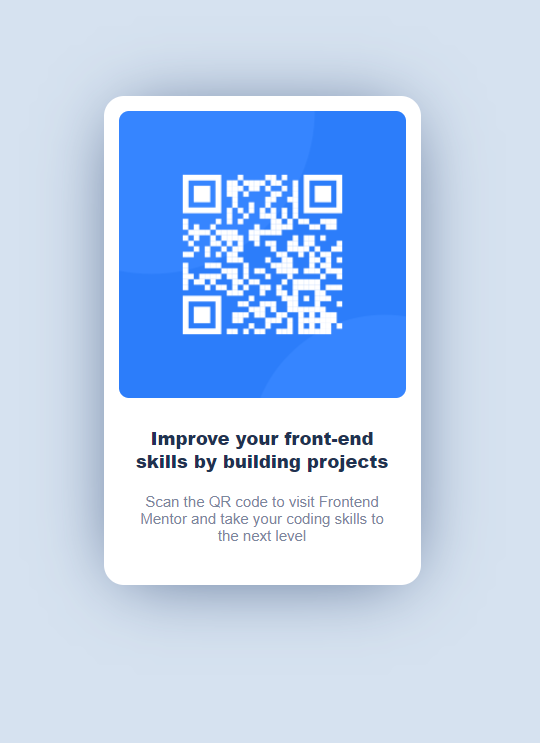 Improve your front-end
skills by building projects
Scan the QR code to visit Frontend
Mentor and take your coding skills to
the next level